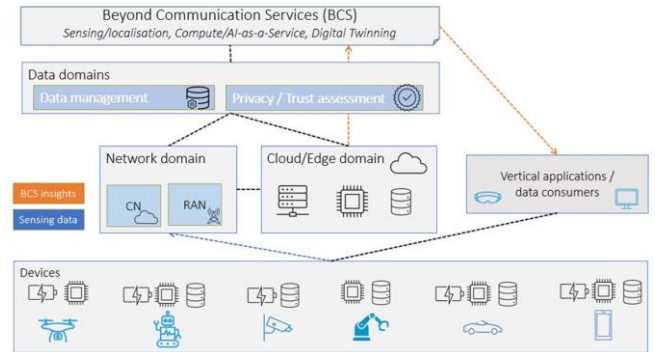 Beyond Communication Services (BCS)
Sensing/localisation, Compute/AI-as-a-Service, Digital Twinning
Data domains
Data management
Privacy / Trust assessment
Network domain
CN
RAN
Cloud/Edge domain
Vertical applications /
data consumers
BCS insights
Sensing data
Devices